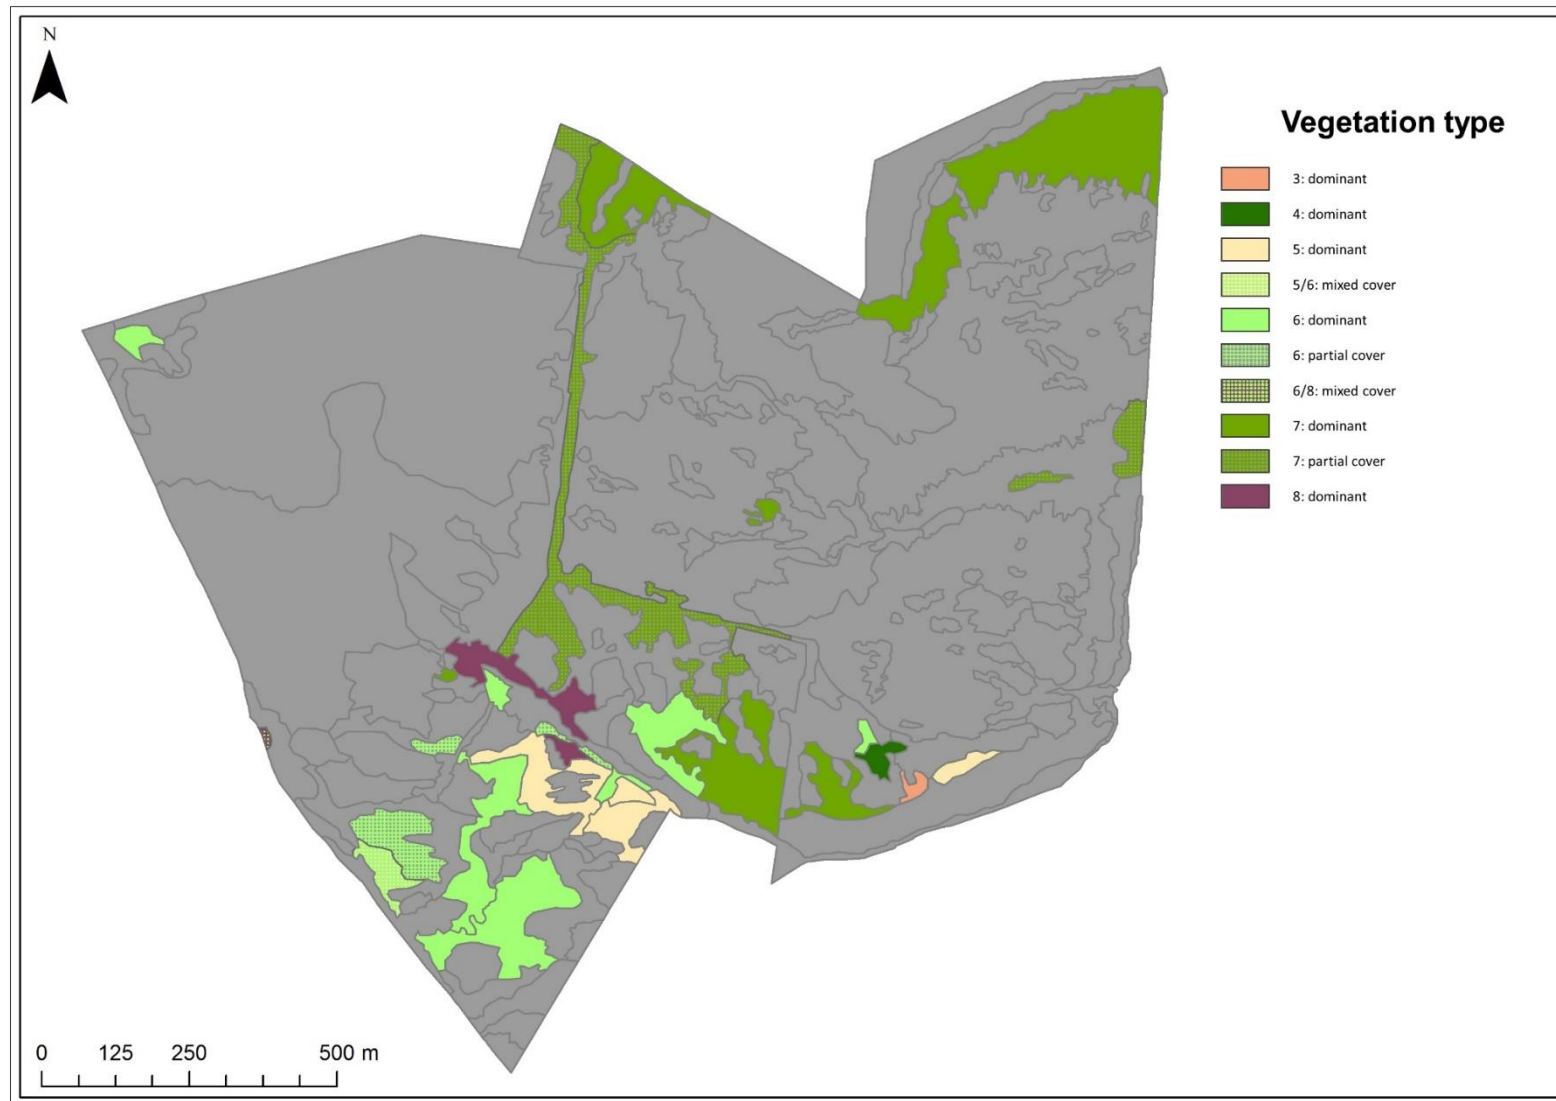 N
Vegetation type
3: dominant
4: dominant
5: dominant
5/6: mixed cover
6: dominant
6: partial cover
6/8: mixed cover
7: dominant
7: partial cover
8: dominant
0 125 250 500 m